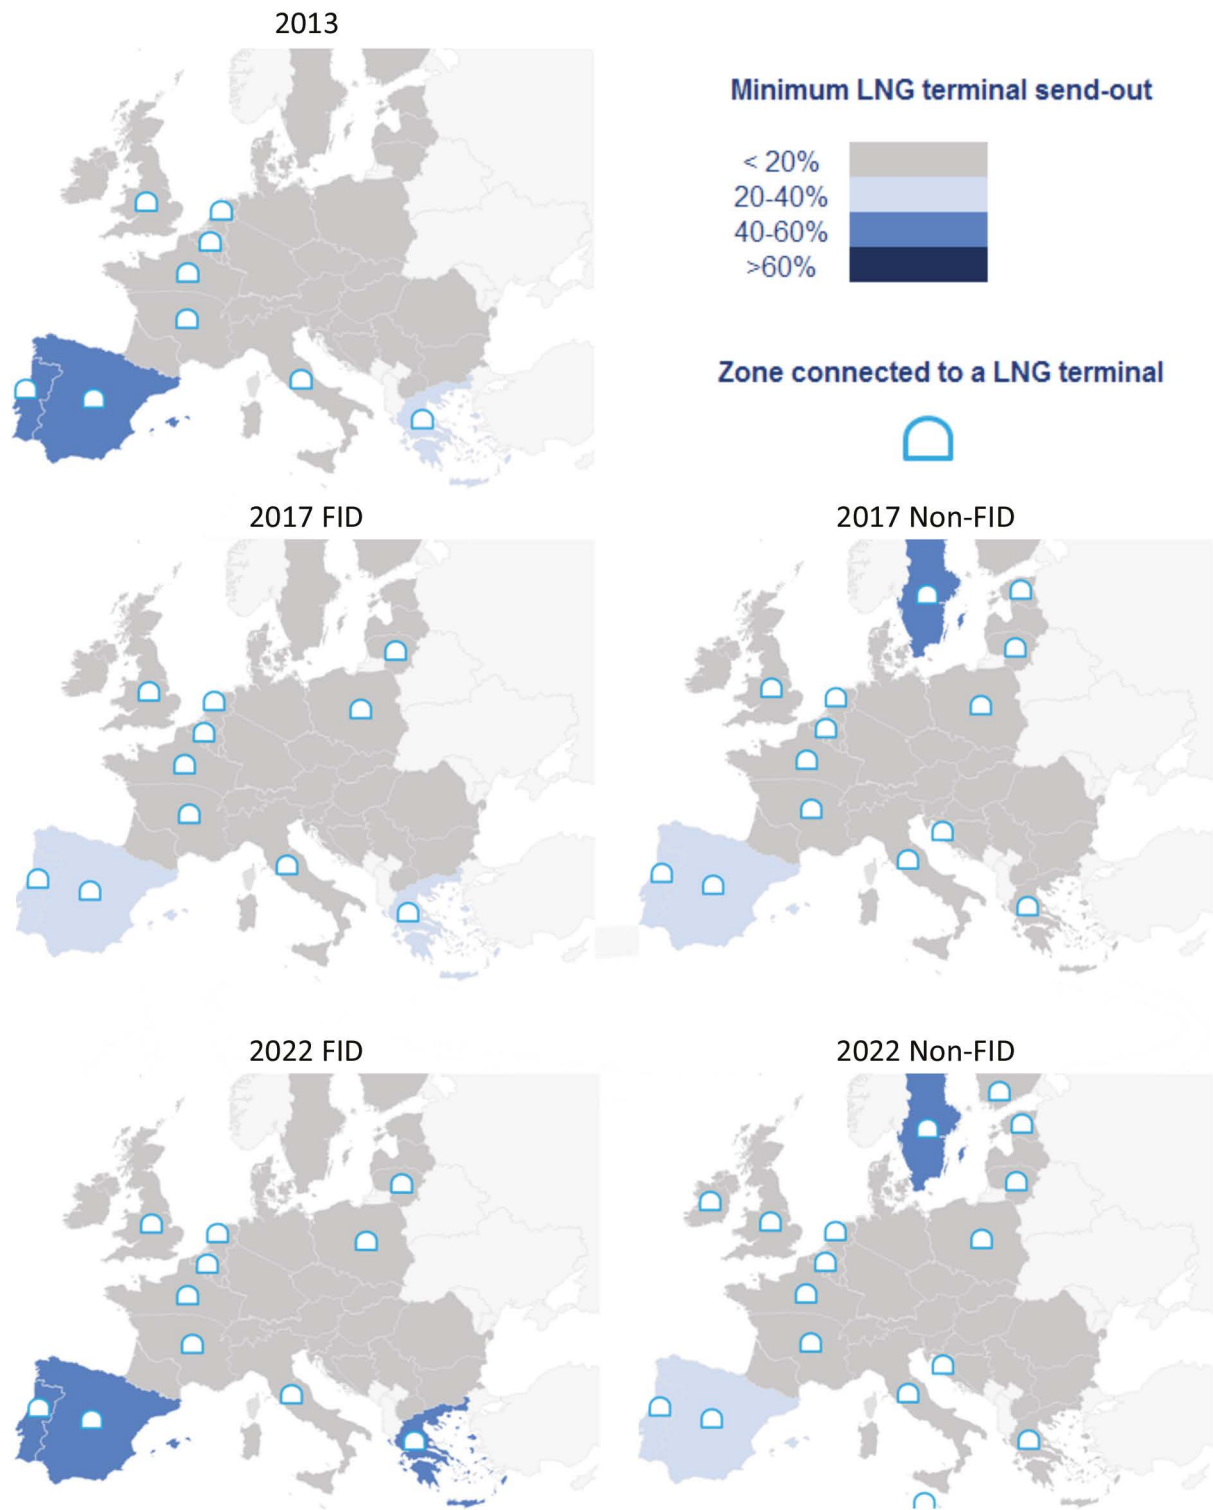 2013
Minimum LNG terminal send-out
< 20%
20-40%
40-60%
>60%
Zone connected to a LNG terminal
2017 FID
2017 Non-FID
2022 FID
2022 Non-FID